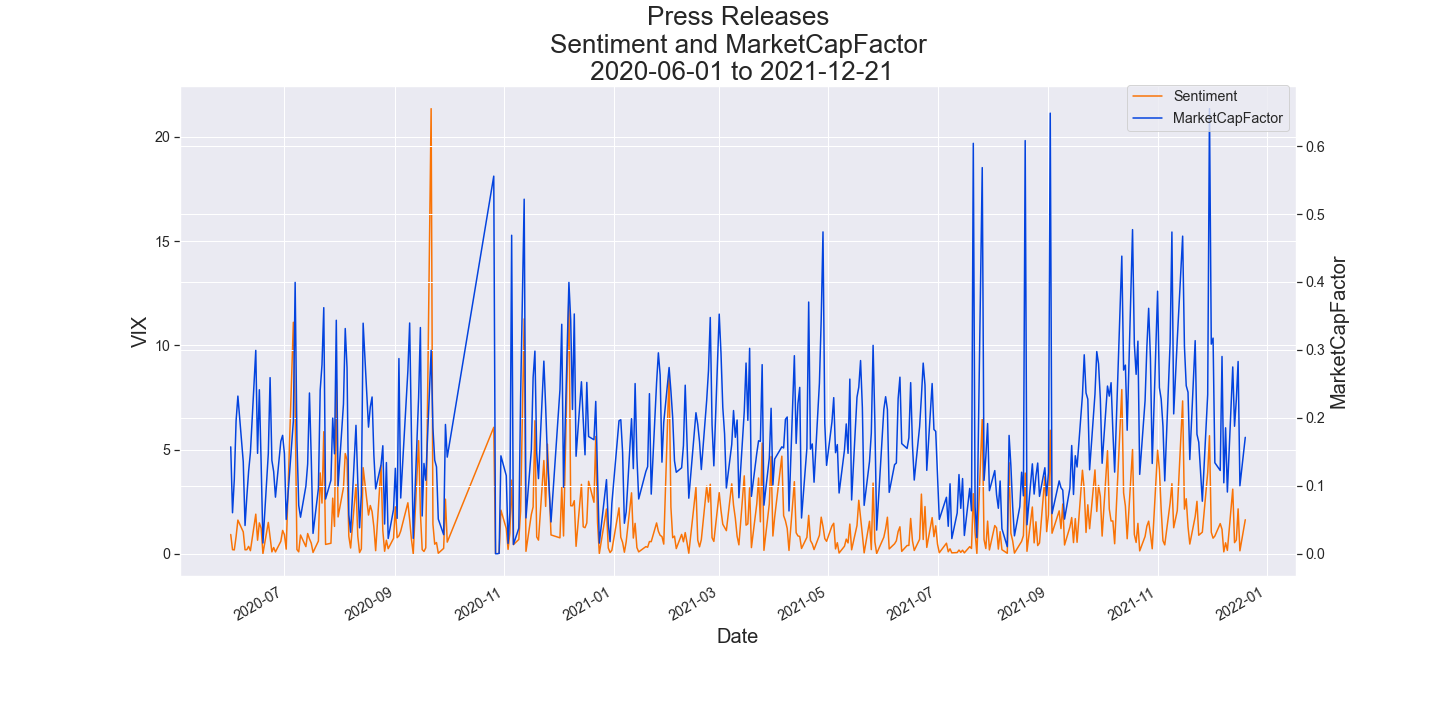 Press Releases
Sentiment and MarketCapFactor
2020-06-01 to 2021-12-21
Sentiment
MarketCapFactor
VIX
20
15
10
5
0
0.6
0.5
0.4
0.3
0.2
0.1
0.0
MarketCapFactor
2020-07
2020-09
2020-11
2021-01
2021-03
2021-05
2021-07
2021-09
2021-11
2022-01
Date